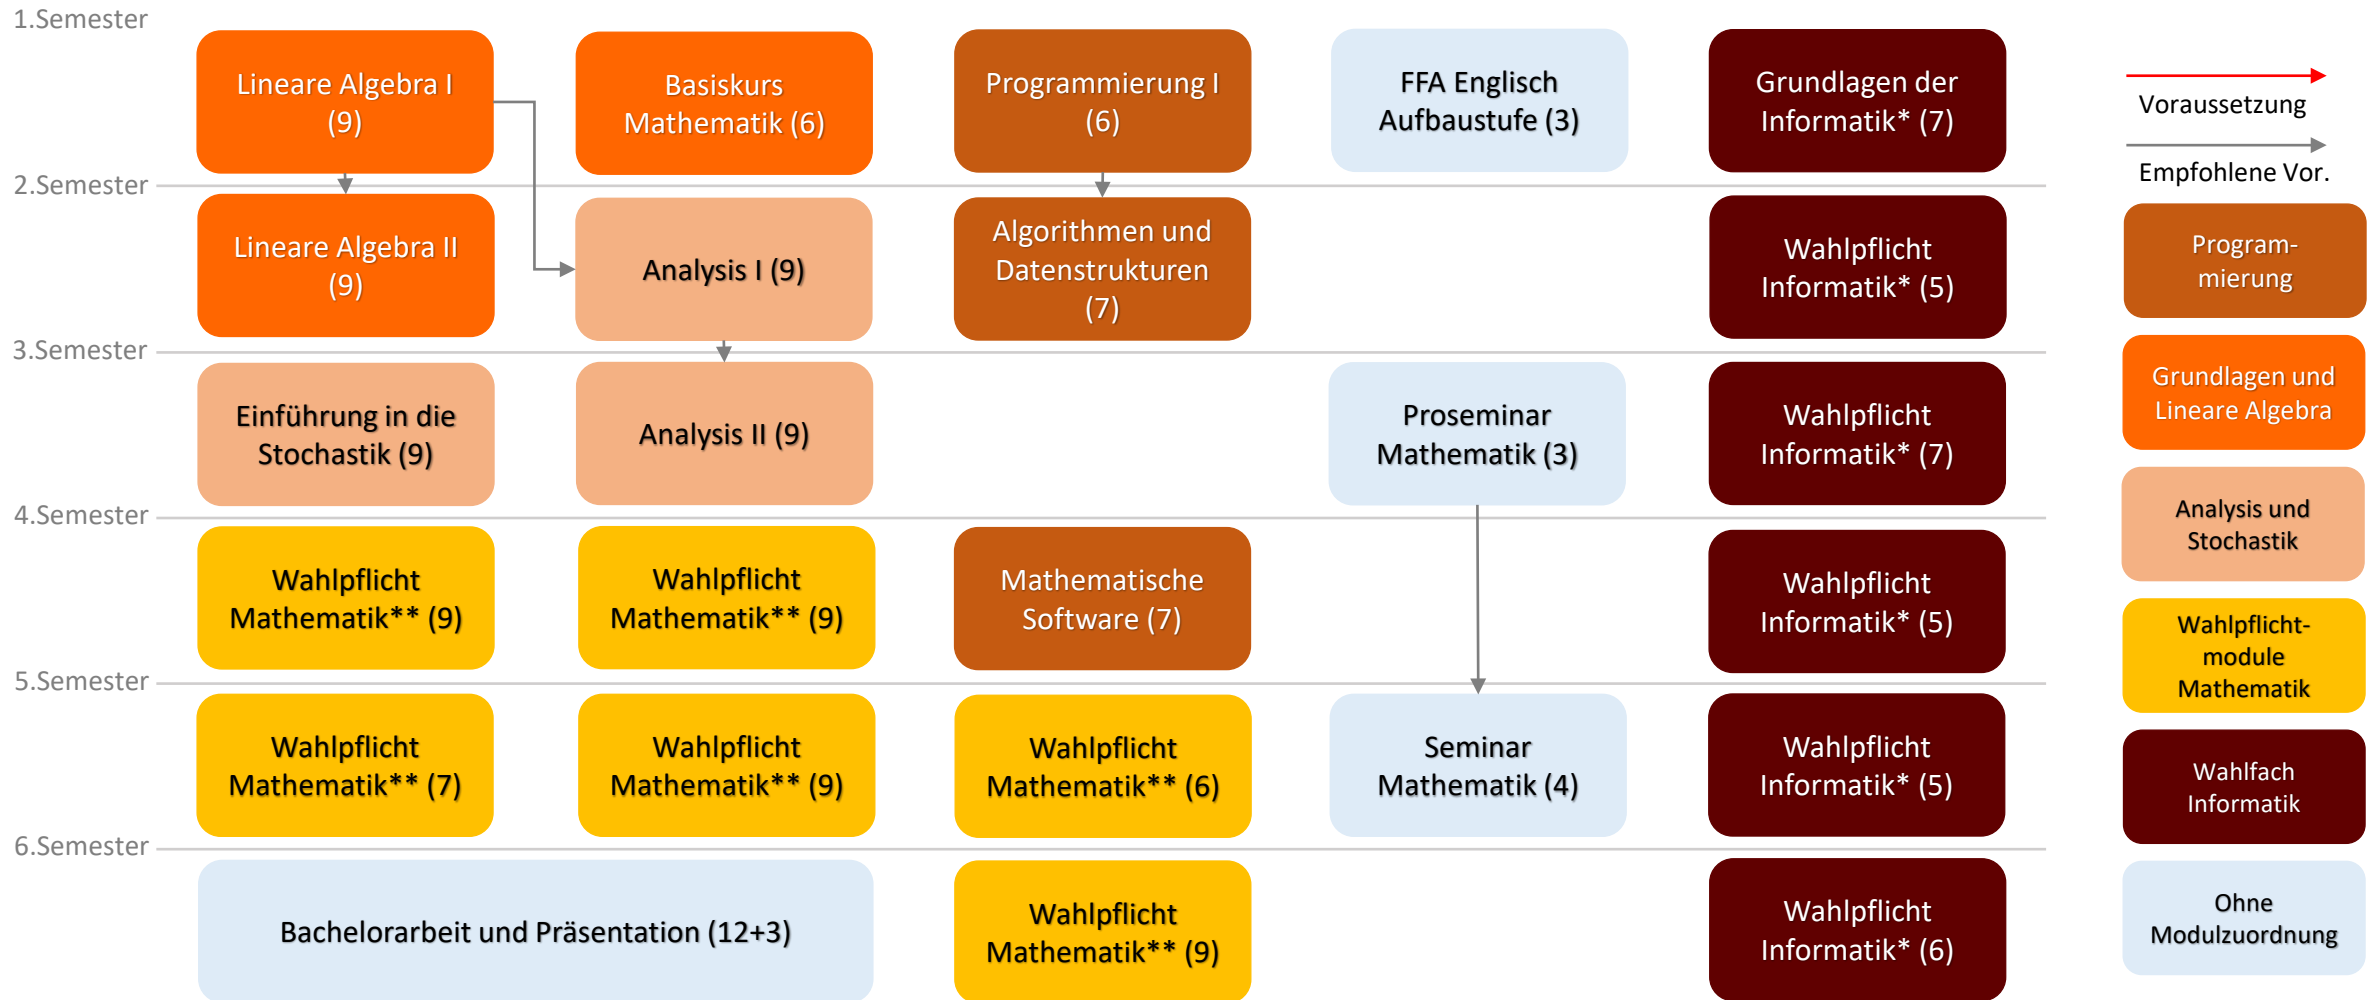 1.Semester
Lineare Algebra I
(9)
Basiskurs
Mathematik (6)
Programmierung I
(6)
FFA Englisch
Aufbaustufe (3)
Grundlagen der
Informatik* (7)
2.Semester
Lineare Algebra II
(9)
Analysis I (9)
Algorithmen und
Datenstrukturen
(7)
Wahlpflicht
Informatik* (5)
3.Semester
Einführung in die
Stochastik (9)
Analysis II (9)
Proseminar
Mathematik (3)
Wahlpflicht
Informatik* (7)
4.Semester
Wahlpflicht
Mathematik** (9)
Wahlpflicht
Mathematik** (9)
Mathematische
Software (7)
Wahlpflicht
Informatik* (5)
5.Semester
Wahlpflicht
Mathematik** (7)
Wahlpflicht
Mathematik** (9)
Wahlpflicht
Mathematik** (6)
Seminar
Mathematik (4)
Wahlpflicht
Informatik* (5)
6.Semester
Bachelorarbeit und Präsentation (12+3)
Wahlpflicht
Mathematik** (9)
Wahlpflicht
Informatik* (6)
Voraussetzung
Empfohlene Vor.
Program-
mierung
Grundlagen und
Lineare Algebra
Analysis und
Stochastik
Wahlpflicht-
module
Mathematik
Wahlfach
Informatik
Ohne
Modulzuordnung